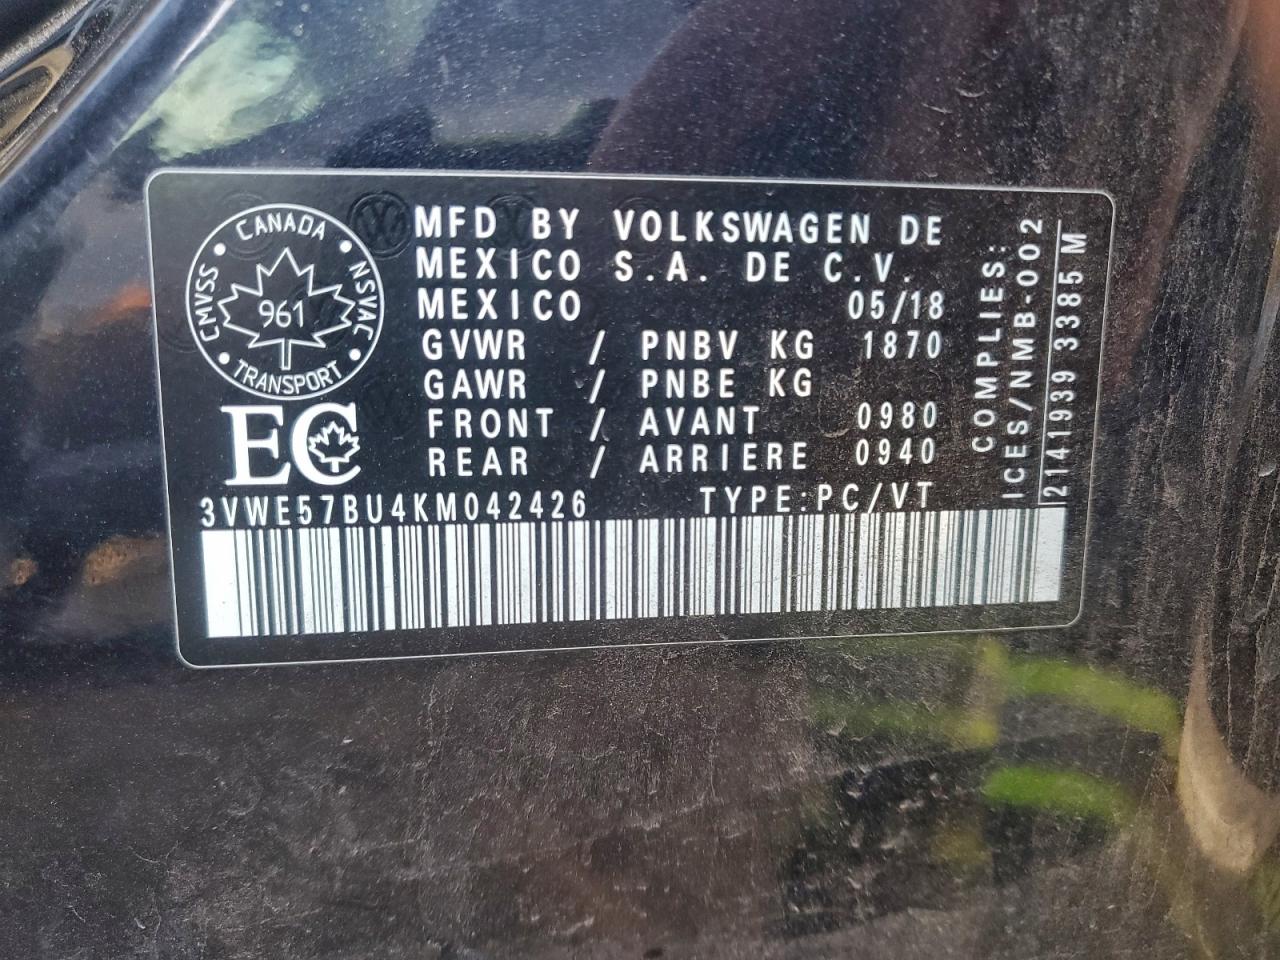 CANADA
CMVSS • NSVAC
961
TRANSPORT
EC
MFD BY VOLKSWAGEN DE
MEXICO S.A. DE C.V.
MEXICO 05/18
GVWR / PNBV KG 1870
GAWR / PNBE KG
FRONT / AVANT 0980
REAR / ARRIERE 0940
3VWE57BU4KM042426 TYPE:PC/VT
COMPLIES:
ICES/NMB-002
2141939 3385 M